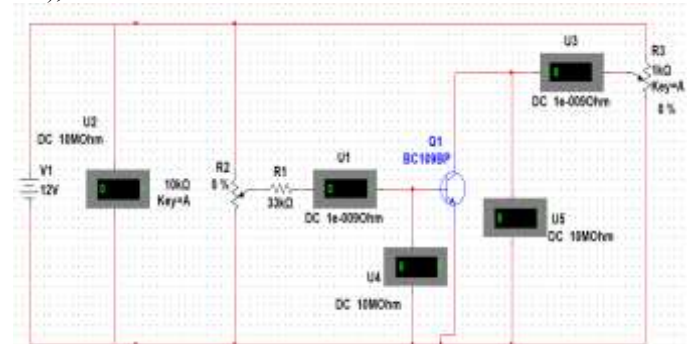 U3
R3
1kΩ
Key=A
0 %
DC 1e-009Ohm
U2
DC 10MOhm
V1
12V
10kΩ
Key=A
R2
0 %
R1
33kΩ
U1
DC 1e-009Ohm
Q1
BC109BP
U5
DC 10MOhm
U4
DC 10MOhm